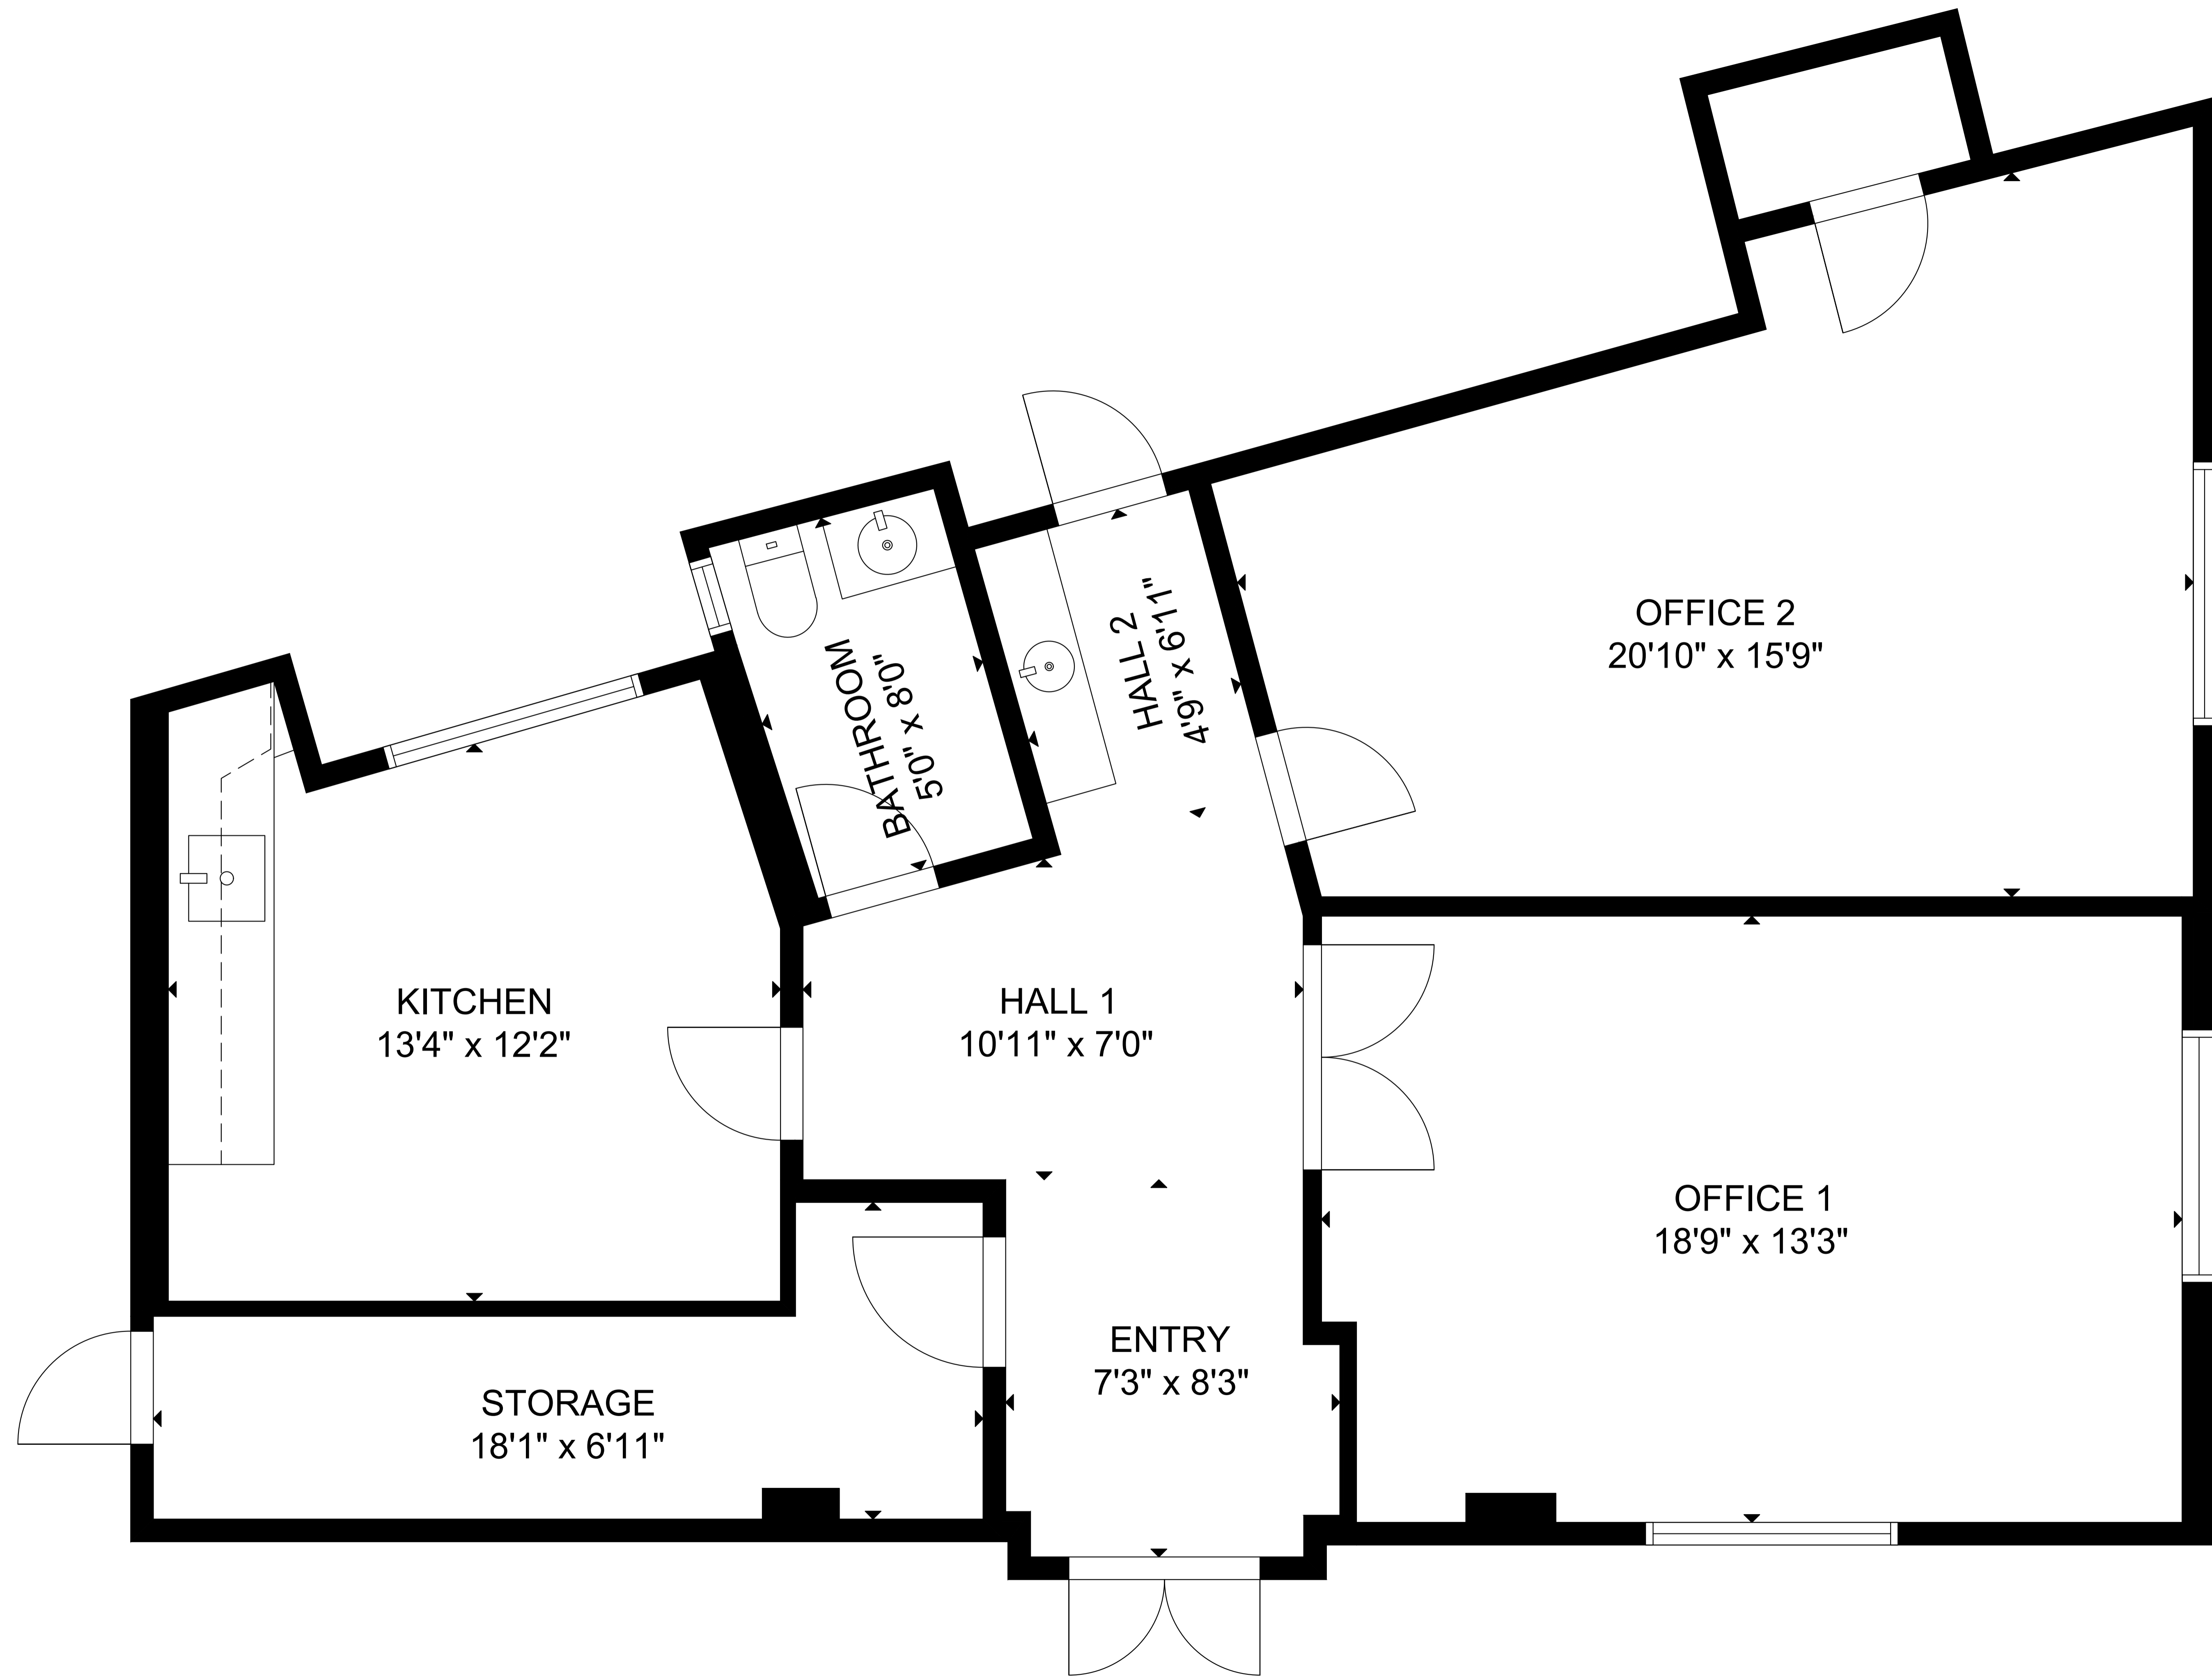 OFFICE 2
20'10" x 15'9"
HALL 2
4'9" x 6'11"
BATHROOM
5'0" x 8'0"
KITCHEN
13'4" x 12'2"
HALL 1
10'11" x 7'0"
OFFICE 1
18'9" x 13'3"
ENTRY
7'3" x 8'3"
STORAGE
18'1" x 6'11"